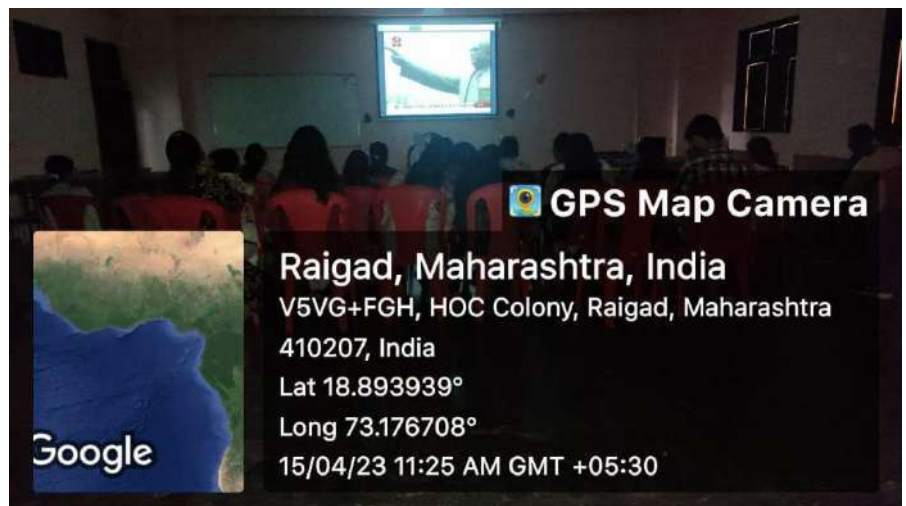 GPS Map Camera
Raigad, Maharashtra, India
V5VG+FGH, HOC Colony, Raigad, Maharashtra
410207, India
Lat 18.893939°
Long 73.176708°
15/04/23 11:25 AM GMT +05:30
Google